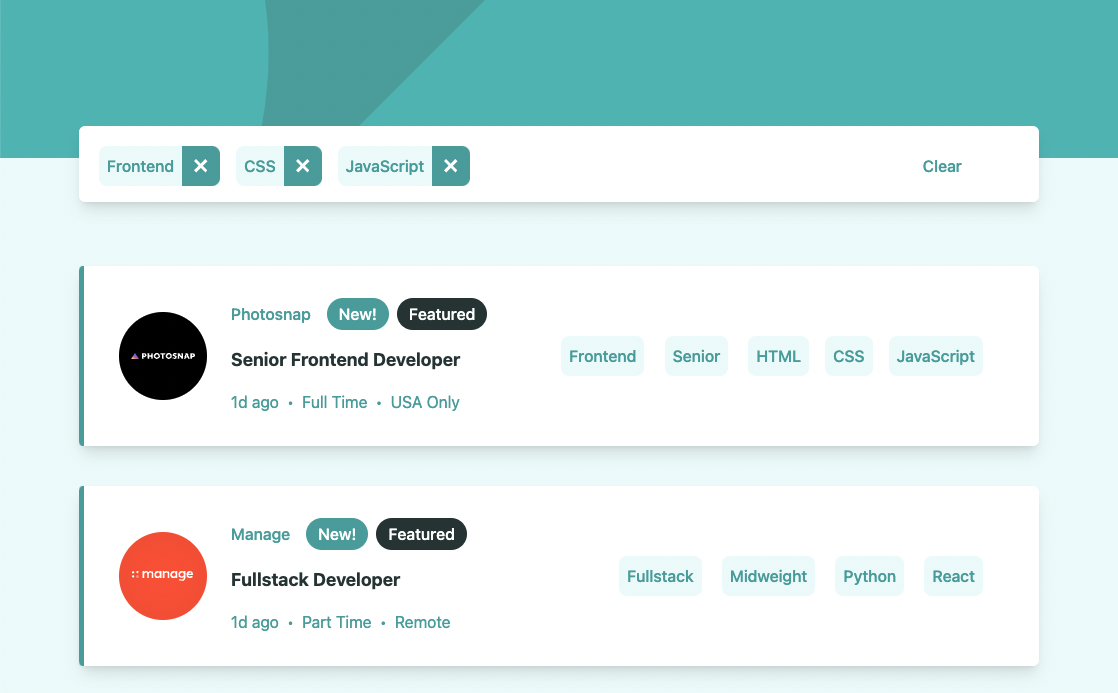 Frontend ✕ CSS ✕ JavaScript ✕ Clear
PHOTOSNAP
Photosnap New! Featured
Senior Frontend Developer
1d ago • Full Time • USA Only
Frontend Senior HTML CSS JavaScript
manage
Manage New! Featured
Fullstack Developer
1d ago • Part Time • Remote
Fullstack Midweight Python React